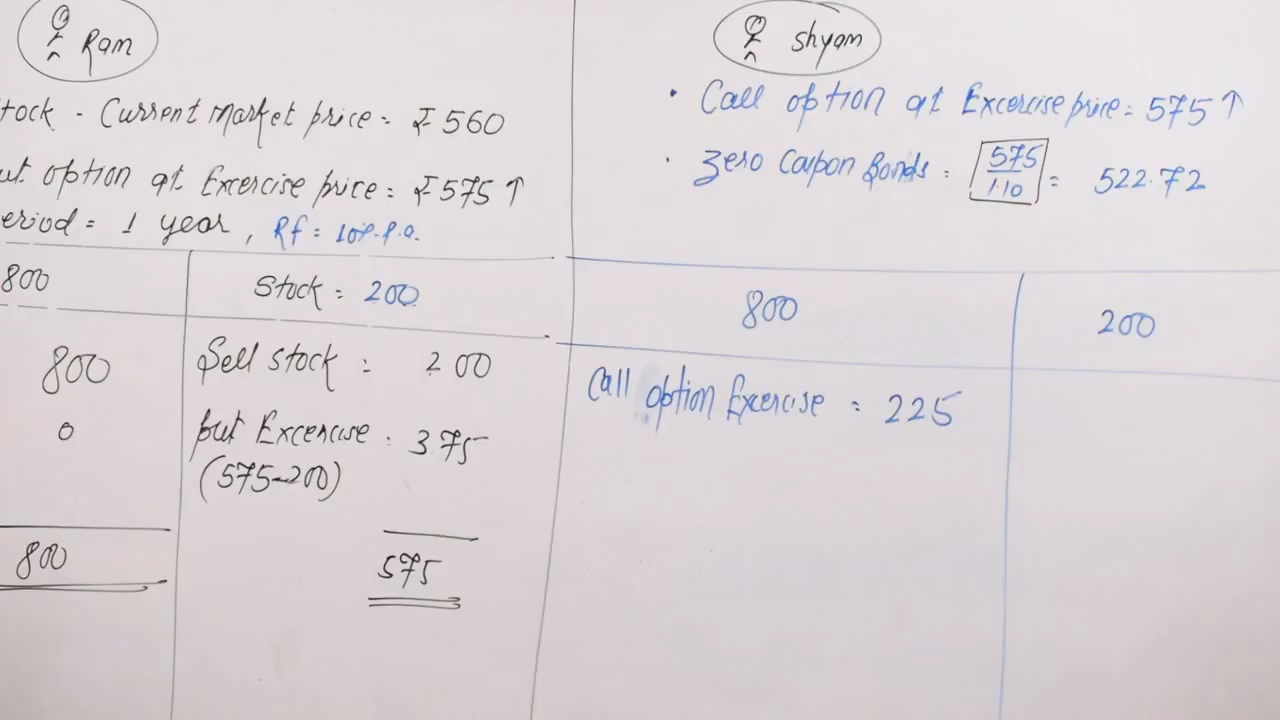 Ram
tock - Current Market price = ₹ 560
ut option at Excercise price = ₹ 575 ↑
eriod = 1 year, Rf = 10% p.a.
800
Stock = 200
800
Sell stock : 200
0
put Excercise : 375
(575-200)
800
575
Shyam
• Call option at Excercise price = 575 ↑
• Zero Coupon Bonds = 575/1.10 = 522.72
800
200
Call option Excercise = 225